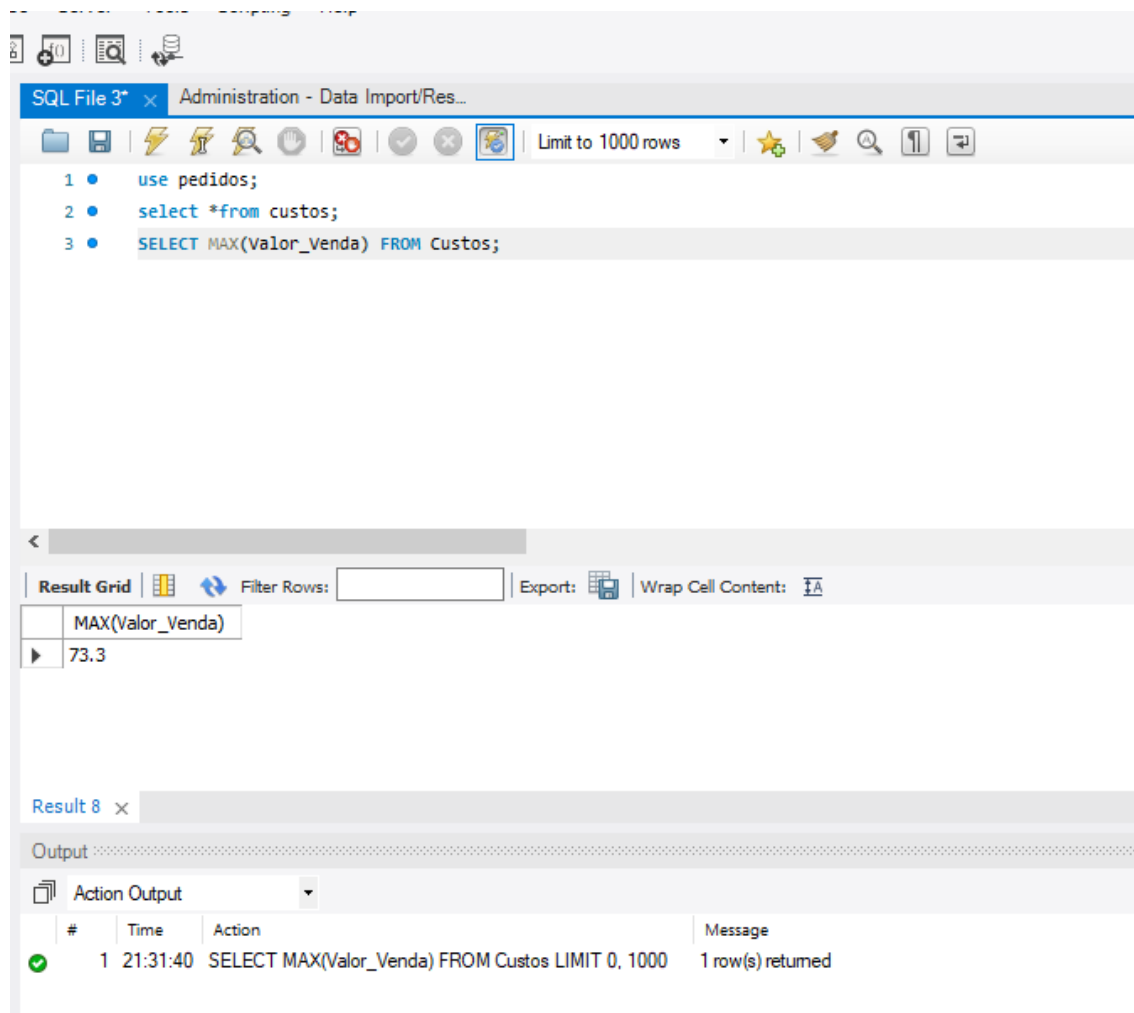 SQL File 3* Administration - Data Import/Res...
Limit to 1000 rows
1 use pedidos;
2 select *from custos;
3 SELECT MAX(Valor_Venda) FROM Custos;
Result Grid Filter Rows: Export: Wrap Cell Content:
MAX(Valor_Venda)
73.3
Result 8
Output
Action Output
# Time Action Message
1 21:31:40 SELECT MAX(Valor_Venda) FROM Custos LIMIT 0, 1000 1 row(s) returned